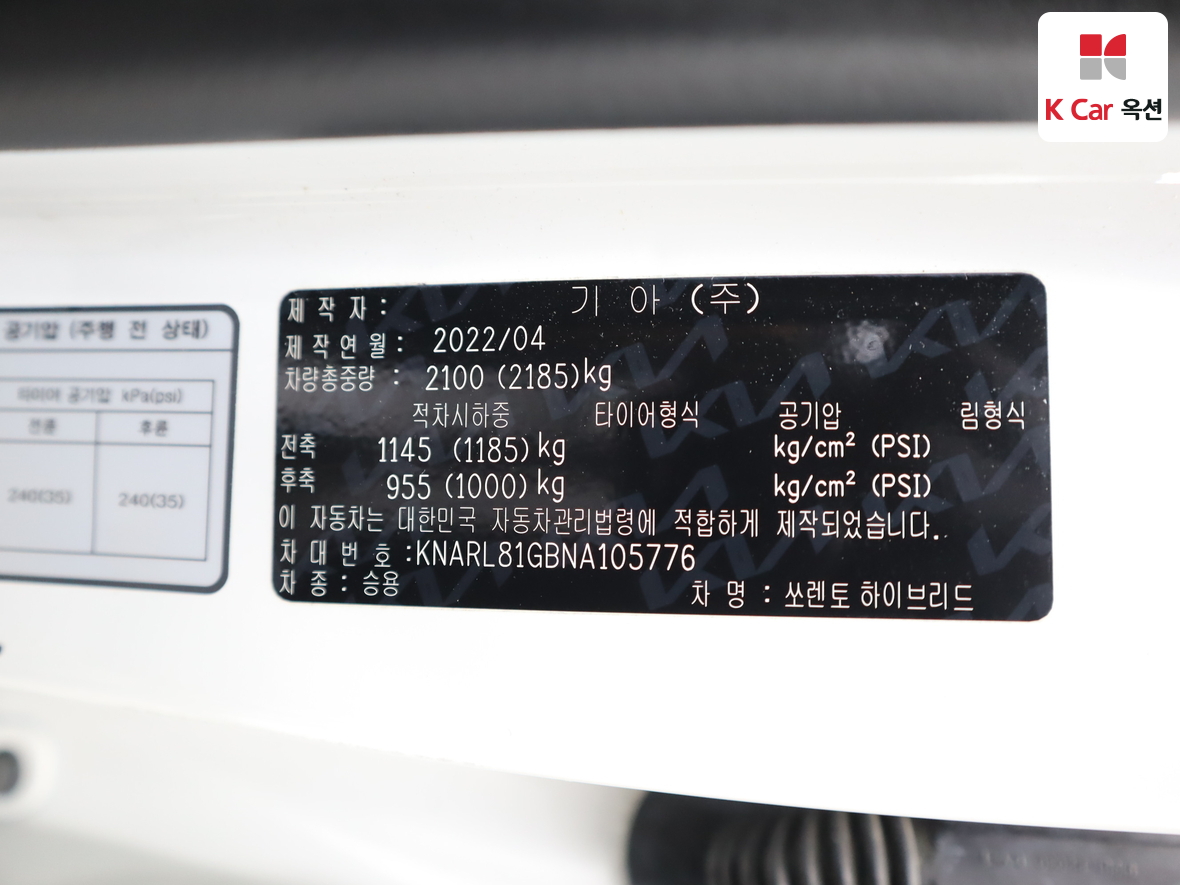 K Car 옥션
공기압 (주행 전 상태)
타이어 공기압 kPa(psi)
전륜 후륜
240(35) 240(35)
제 작 자 : 기 아 (주)
제 작 연 월 : 2022/04
차량총중량 : 2100 (2185)kg
적차시하중 타이어형식 공기압 림형식
전축 1145 (1185) kg kg/cm² (PSI)
후축 955 (1000) kg kg/cm² (PSI)
이 자동차는 대한민국 자동차관리법령에 적합하게 제작되었습니다.
차 대 번 호 :KNARL81GBNA105776
차 종 : 승용 차 명 : 쏘렌토 하이브리드